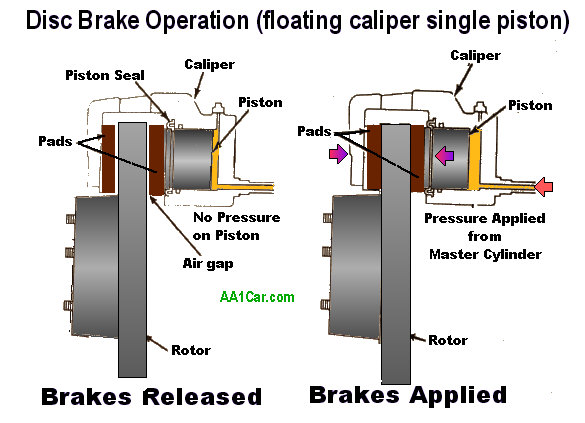 Disc Brake Operation (floating caliper single piston)
Piston Seal
Caliper
Piston
Pads
No Pressure
on Piston
Air gap
Rotor
Brakes Released
AA1Car.com
Caliper
Piston
Pads
Pressure Applied
from
Master Cylinder
Rotor
Brakes Applied